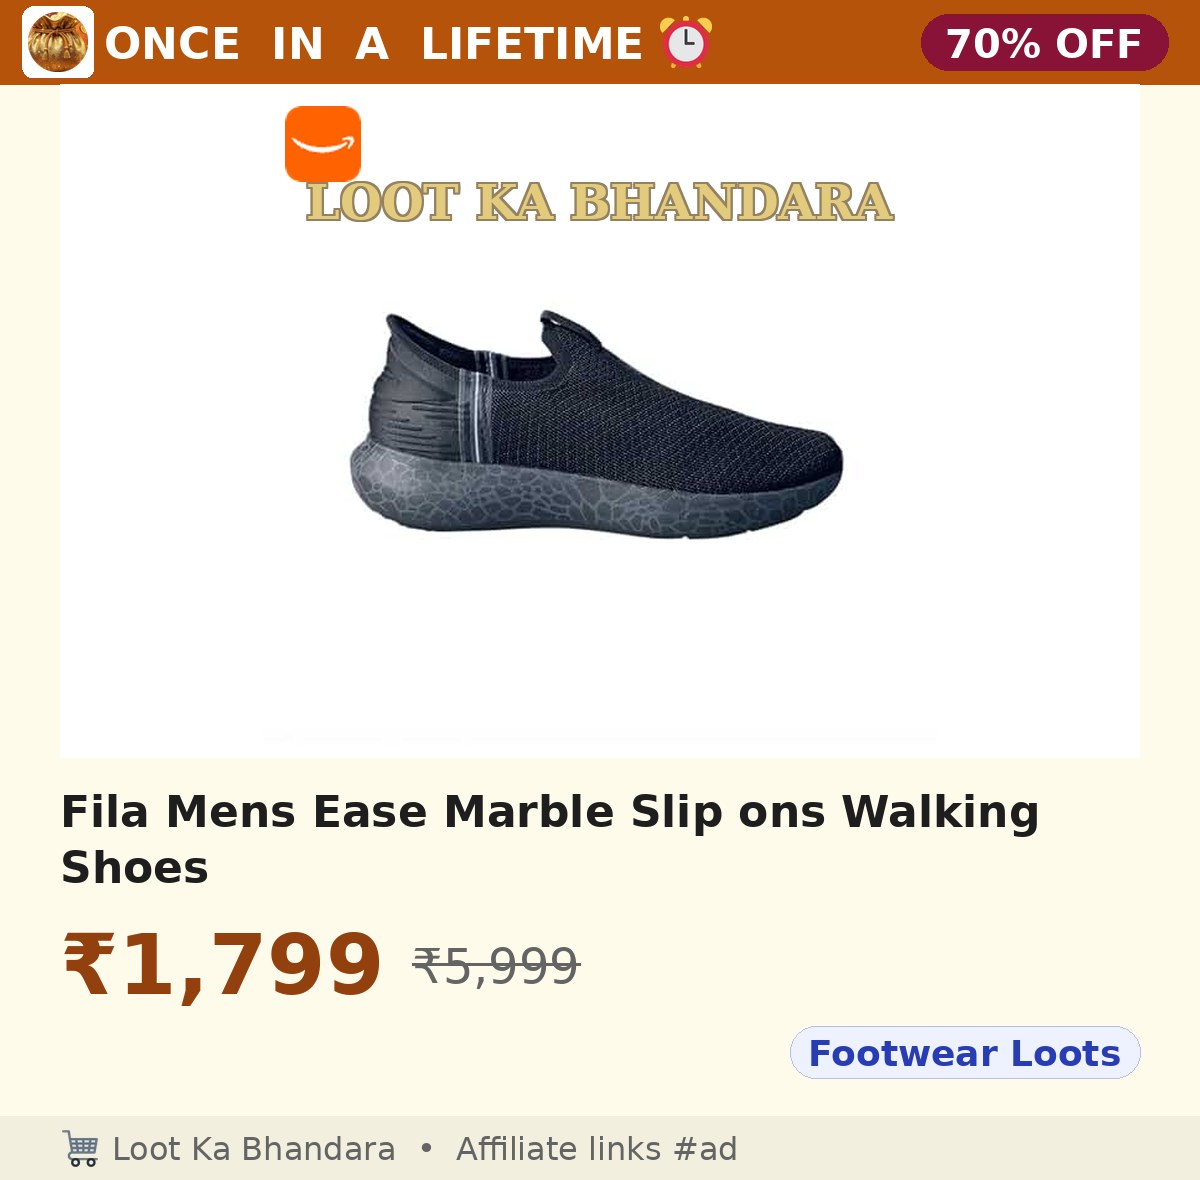 ONCE IN A LIFETIME
70% OFF
LOOT KA BHANDARA
Fila Mens Ease Marble Slip ons Walking
Shoes
₹1,799 ₹5,999
Footwear Loots
Loot Ka Bhandara • Affiliate links #ad